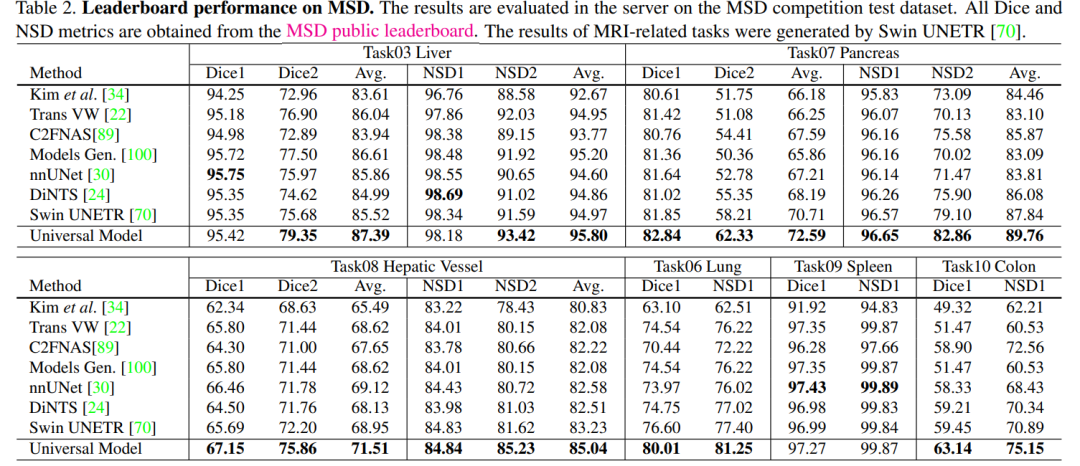 Table 2. Leaderboard performance on MSD. The results are evaluated in the server on the MSD competition test dataset. All Dice and
NSD metrics are obtained from the MSD public leaderboard. The results of MRI-related tasks were generated by Swin UNETR [70].
Task03 Liver Task07 Pancreas
Method Dice1 Dice2 Avg. NSD1 NSD2 Avg. Dice1 Dice2 Avg. NSD1 NSD2 Avg.
Kim et al. [34] 94.25 72.96 83.61 96.76 88.58 92.67 80.61 51.75 66.18 95.83 73.09 84.46
Trans VW [22] 95.18 76.90 86.04 97.86 92.03 94.95 81.42 51.08 66.25 96.07 70.13 83.10
C2FNAS[89] 94.98 72.89 83.94 98.38 89.15 93.77 80.76 54.41 67.59 96.16 75.58 85.87
Models Gen. [100] 95.72 77.50 86.61 98.48 91.92 95.20 81.36 50.36 65.86 96.16 70.02 83.09
nnUNet [30] 95.75 75.97 85.86 98.55 90.65 94.60 81.64 52.78 67.21 96.14 71.47 83.81
DiNTS [24] 95.35 74.62 84.99 98.69 91.02 94.86 81.02 55.35 68.19 96.26 75.90 86.08
Swin UNETR [70] 95.35 75.68 85.52 98.34 91.59 94.97 81.85 58.21 70.71 96.57 79.10 87.84
Universal Model 95.42 79.35 87.39 98.18 93.42 95.80 82.84 62.33 72.59 96.65 82.86 89.76
Task08 Hepatic Vessel Task06 Lung Task09 Spleen Task10 Colon
Method Dice1 Dice2 Avg. NSD1 NSD2 Avg. Dice1 NSD1 Dice1 NSD1 Dice1 NSD1
Kim et al. [34] 62.34 68.63 65.49 83.22 78.43 80.83 63.10 62.51 91.92 94.83 49.32 62.21
Trans VW [22] 65.80 71.44 68.62 84.01 80.15 82.08 74.54 76.22 97.35 99.87 51.47 60.53
C2FNAS[89] 64.30 71.00 67.65 83.78 80.66 82.22 70.44 72.22 96.28 97.66 58.90 72.56
Models Gen. [100] 65.80 71.44 68.62 84.01 80.15 82.08 74.54 76.22 97.35 99.87 51.47 60.53
nnUNet [30] 66.46 71.78 69.12 84.43 80.72 82.58 73.97 76.02 97.43 99.89 58.33 68.43
DiNTS [24] 64.50 71.76 68.13 83.98 81.03 82.51 74.75 77.02 96.98 99.83 59.21 70.34
Swin UNETR [70] 65.69 72.20 68.95 84.83 81.62 83.23 76.60 77.40 96.99 99.84 59.45 70.89
Universal Model 67.15 75.86 71.51 84.84 85.23 85.04 80.01 81.25 97.27 99.87 63.14 75.15